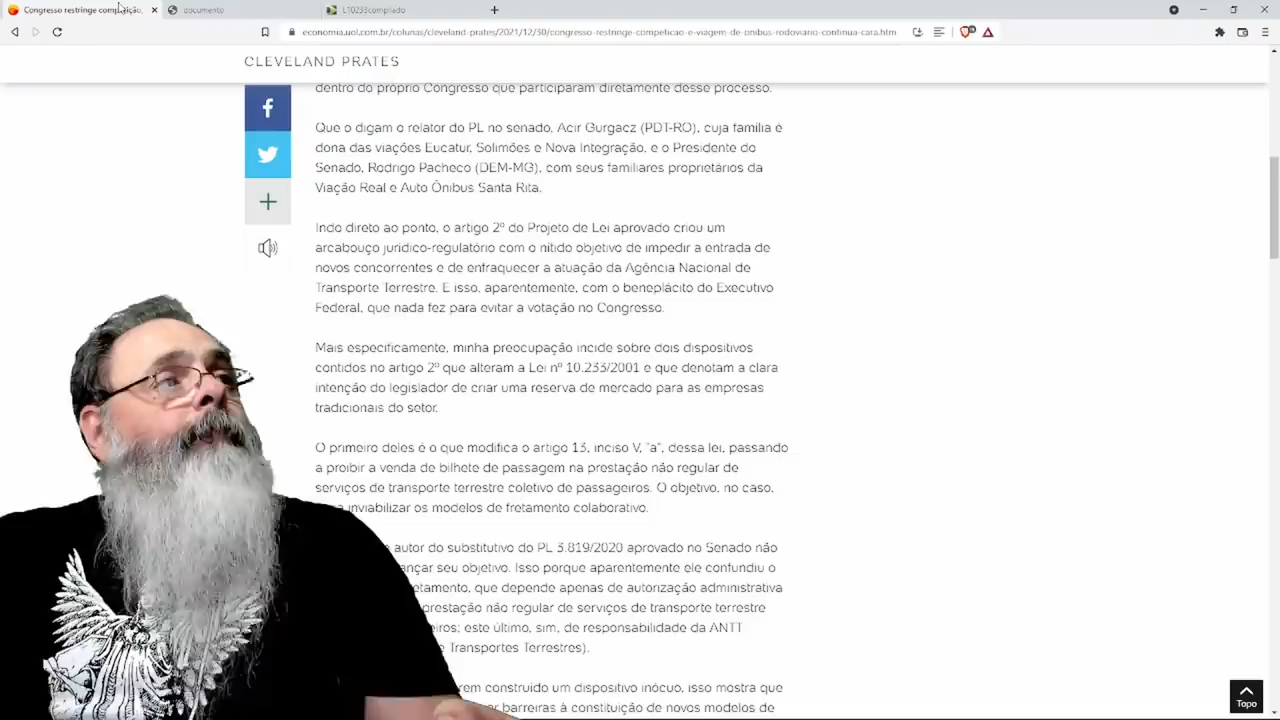 Congresso restringe competição,
documento
L10233compilado
economia.uol.com.br/colunas/cleveland-prates/2021/12/30/congresso-restringe-competicao-e-viagem-de-onibus-rodoviario-continua-cara.htm
CLEVELAND PRATES
dentro do próprio Congresso que participaram diretamente desse processo.
Que o digam o relator do PL no senado, Acir Gurgacz (PDT-RO), cuja família é
dona das viações Eucatur, Solimões e Nova Integração, e o Presidente do
Senado, Rodrigo Pacheco (DEM-MG), com seus familiares proprietários da
Viação Real e Auto Ônibus Santa Rita.
Indo direto ao ponto, o artigo 2º do Projeto de Lei aprovado criou um
arcabouço jurídico-regulatório com o nítido objetivo de impedir a entrada de
novos concorrentes e de enfraquecer a atuação da Agência Nacional de
Transporte Terrestre. E isso, aparentemente, com o beneplácito do Executivo
Federal, que nada fez para evitar a votação no Congresso.
Mais especificamente, minha preocupação incide sobre dois dispositivos
contidos no artigo 2º que alteram a Lei nº 10.233/2001 e que denotam a clara
intenção do legislador de criar uma reserva de mercado para as empresas
tradicionais do setor.
O primeiro deles é o que modifica o artigo 13, inciso V, "a", dessa lei, passando
a proibir a venda de bilhete de passagem na prestação não regular de
serviços de transporte terrestre coletivo de passageiros. O objetivo, no caso,
inviabilizar os modelos de fretamento colaborativo.
autor do substitutivo do PL 3.819/2020 aprovado no Senado não
ançar seu objetivo. Isso porque aparentemente ele confundiu o
etamento, que depende apenas de autorização administrativa
prestação não regular de serviços de transporte terrestre
eiros; este último, sim, de responsabilidade da ANTT
Transportes Terrestres).
rem construído um dispositivo inócuo, isso mostra que
barreiras à constituição de novos modelos de
Topo